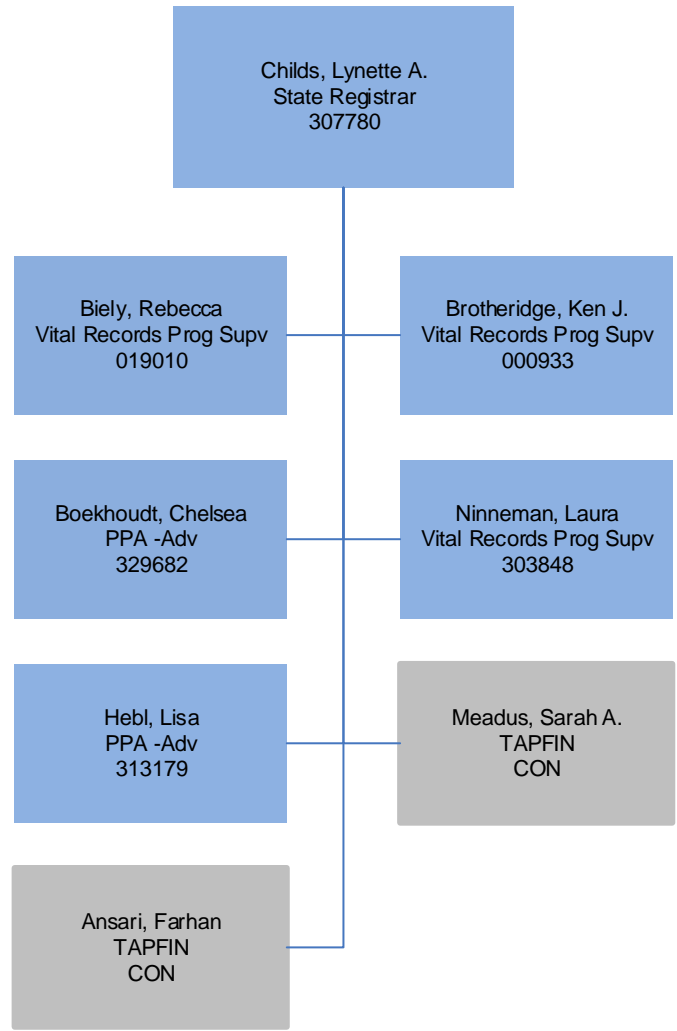 Childs, Lynette A.
State Registrar
307780
Biely, Rebecca
Vital Records Prog Supv
019010
Brotheridge, Ken J.
Vital Records Prog Supv
000933
Boekhoudt, Chelsea
PPA -Adv
329682
Ninneman, Laura
Vital Records Prog Supv
303848
Hebl, Lisa
PPA -Adv
313179
Meadus, Sarah A.
TAPFIN
CON
Ansari, Farhan
TAPFIN
CON